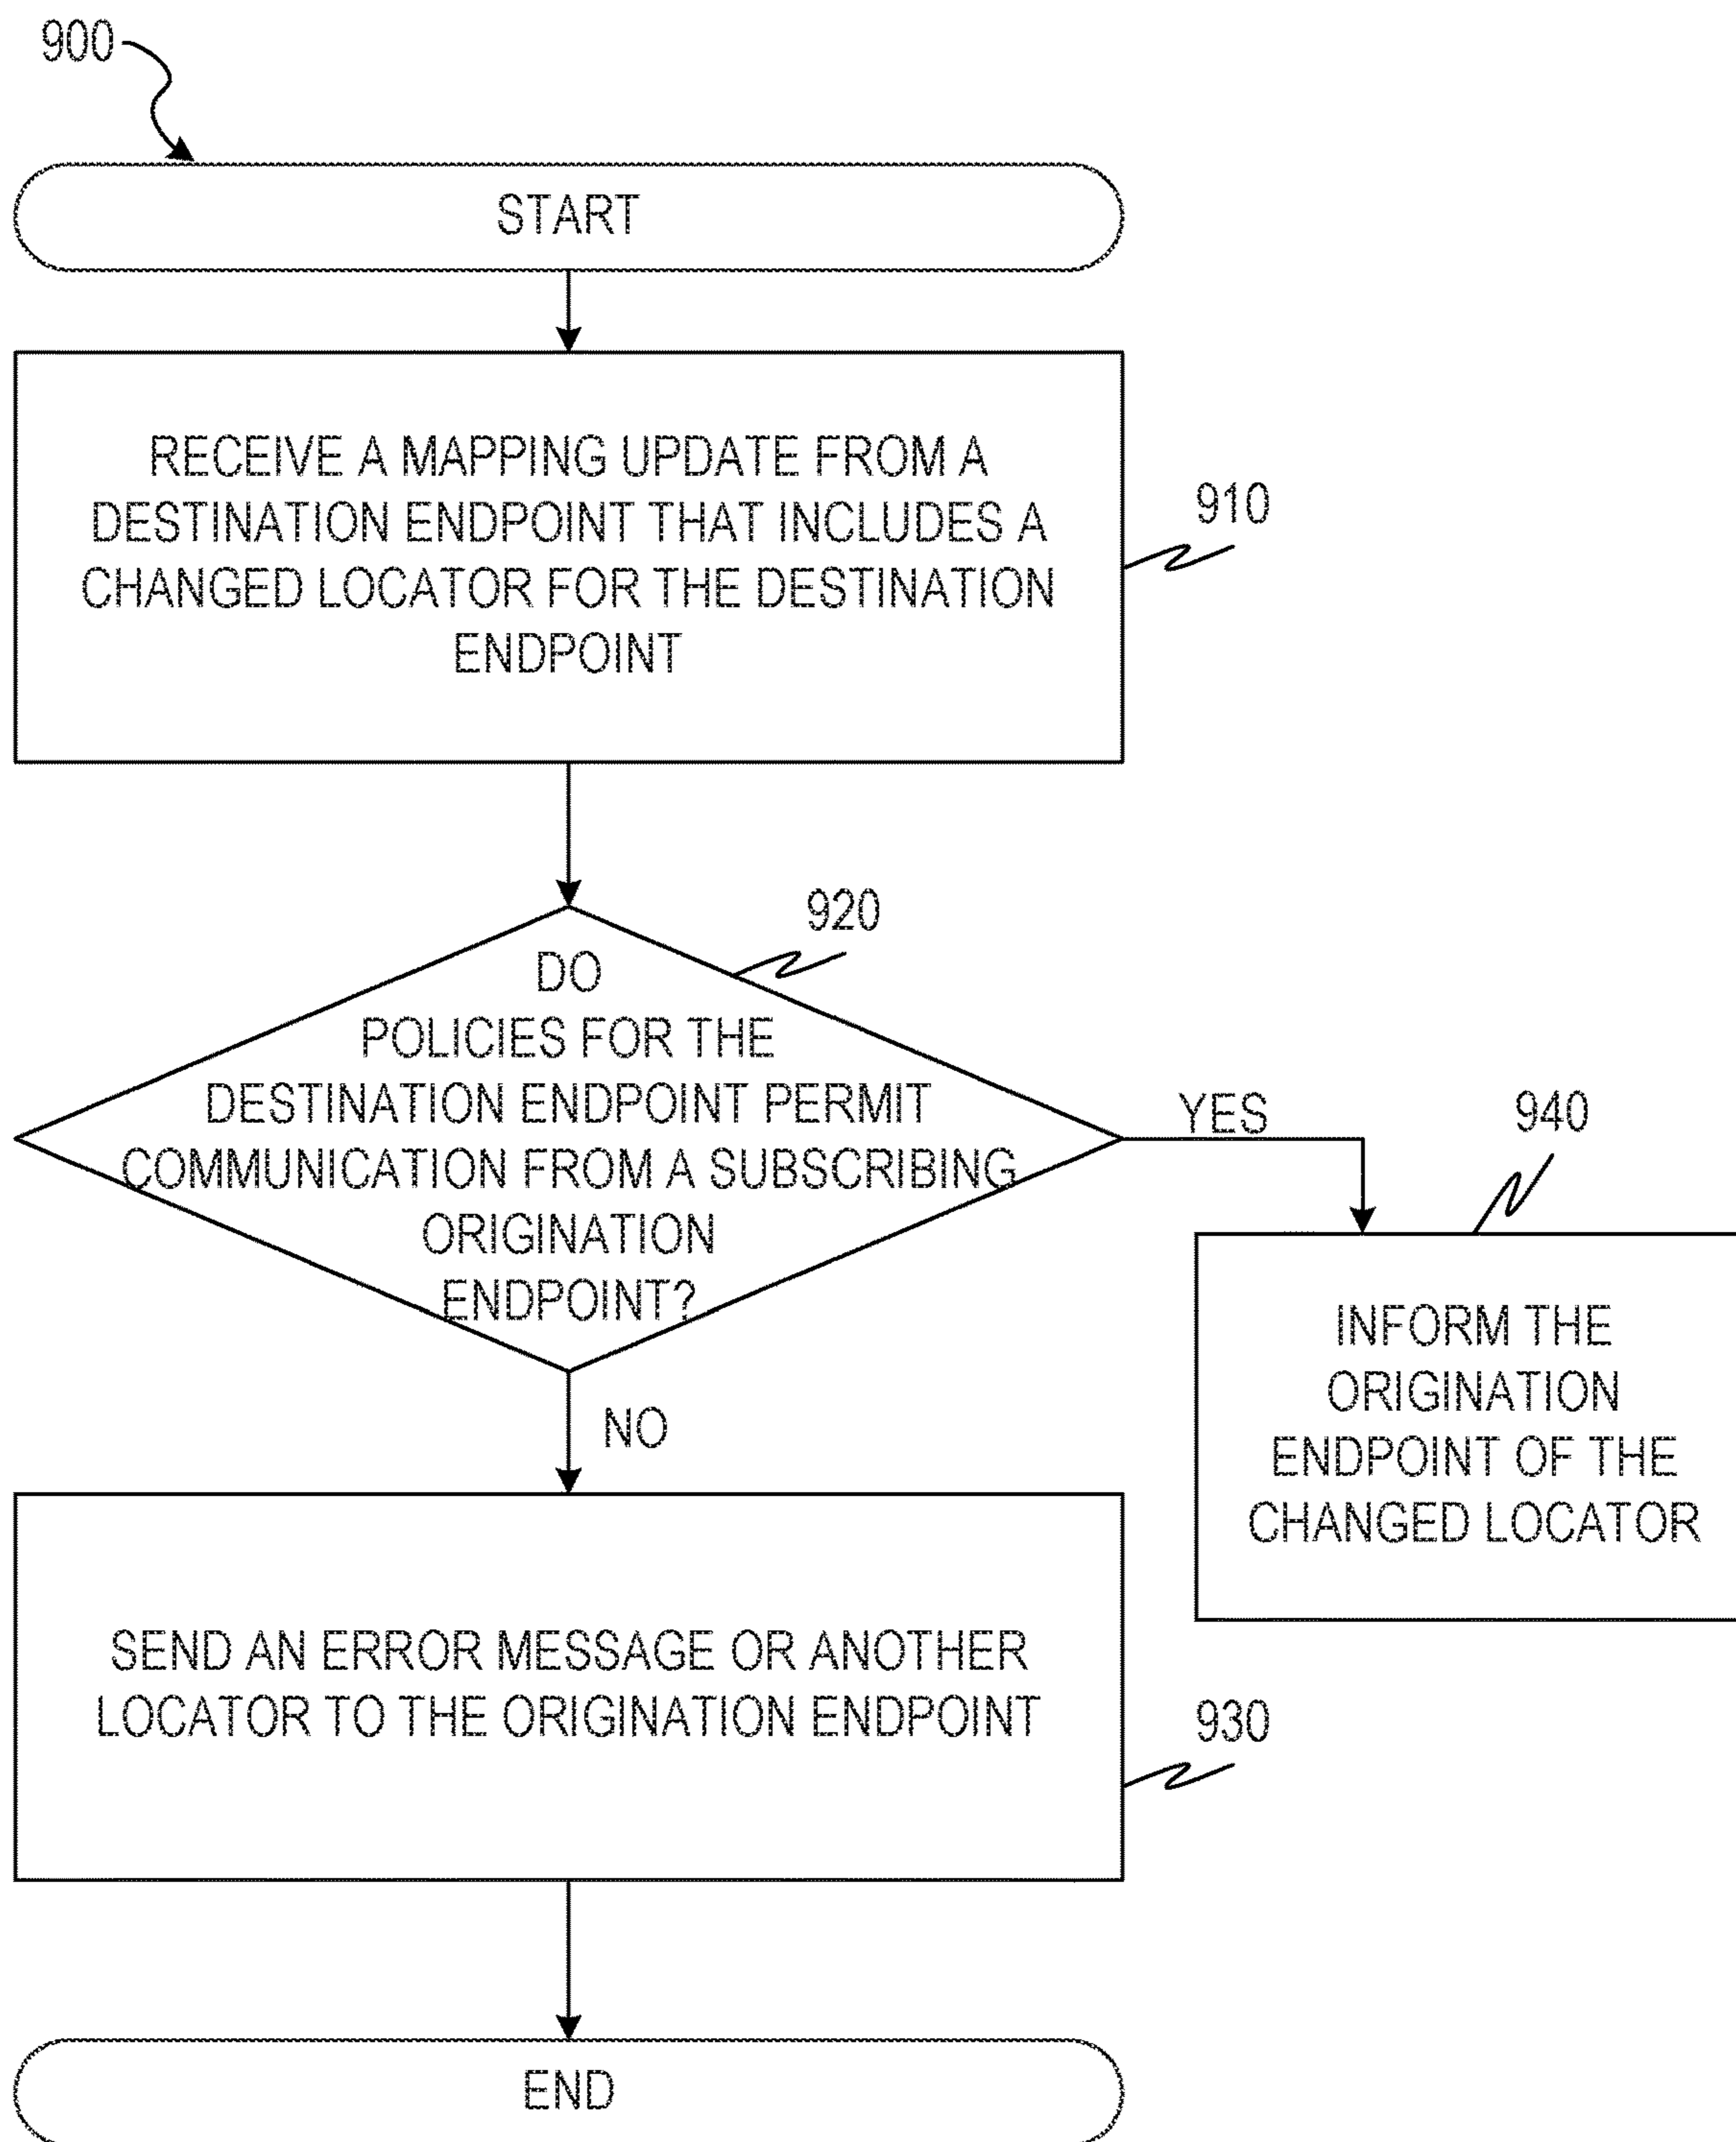 900
START
RECEIVE A MAPPING UPDATE FROM A
DESTINATION ENDPOINT THAT INCLUDES A
CHANGED LOCATOR FOR THE DESTINATION
ENDPOINT
910
920
DO
POLICIES FOR THE
DESTINATION ENDPOINT PERMIT
COMMUNICATION FROM A SUBSCRIBING
ORIGINATION
ENDPOINT?
YES
940
INFORM THE
ORIGINATION
ENDPOINT OF THE
CHANGED LOCATOR
NO
SEND AN ERROR MESSAGE OR ANOTHER
LOCATOR TO THE ORIGINATION ENDPOINT
930
END